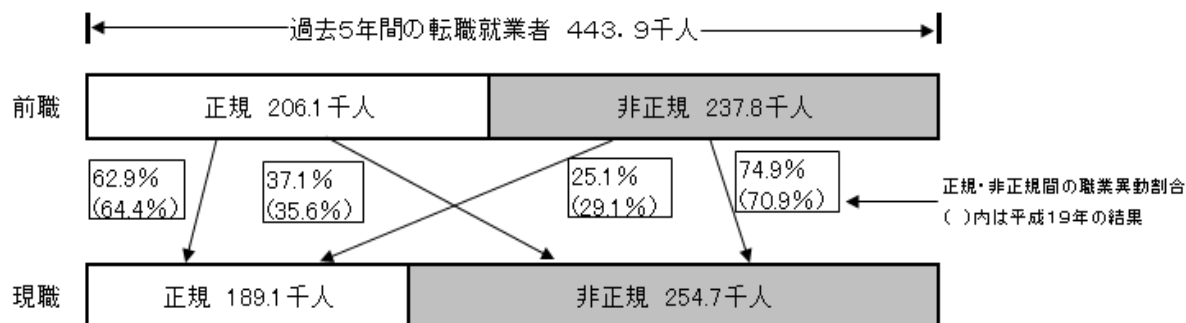 過去5年間の転職就業者 443.9千人
前職
正規 206.1千人
非正規 237.8千人
62.9%
(64.4%)
37.1%
(35.6%)
25.1%
(29.1%)
74.9%
(70.9%)
正規・非正規間の職業異動割合
( )内は平成19年の結果
現職
正規 189.1千人
非正規 254.7千人